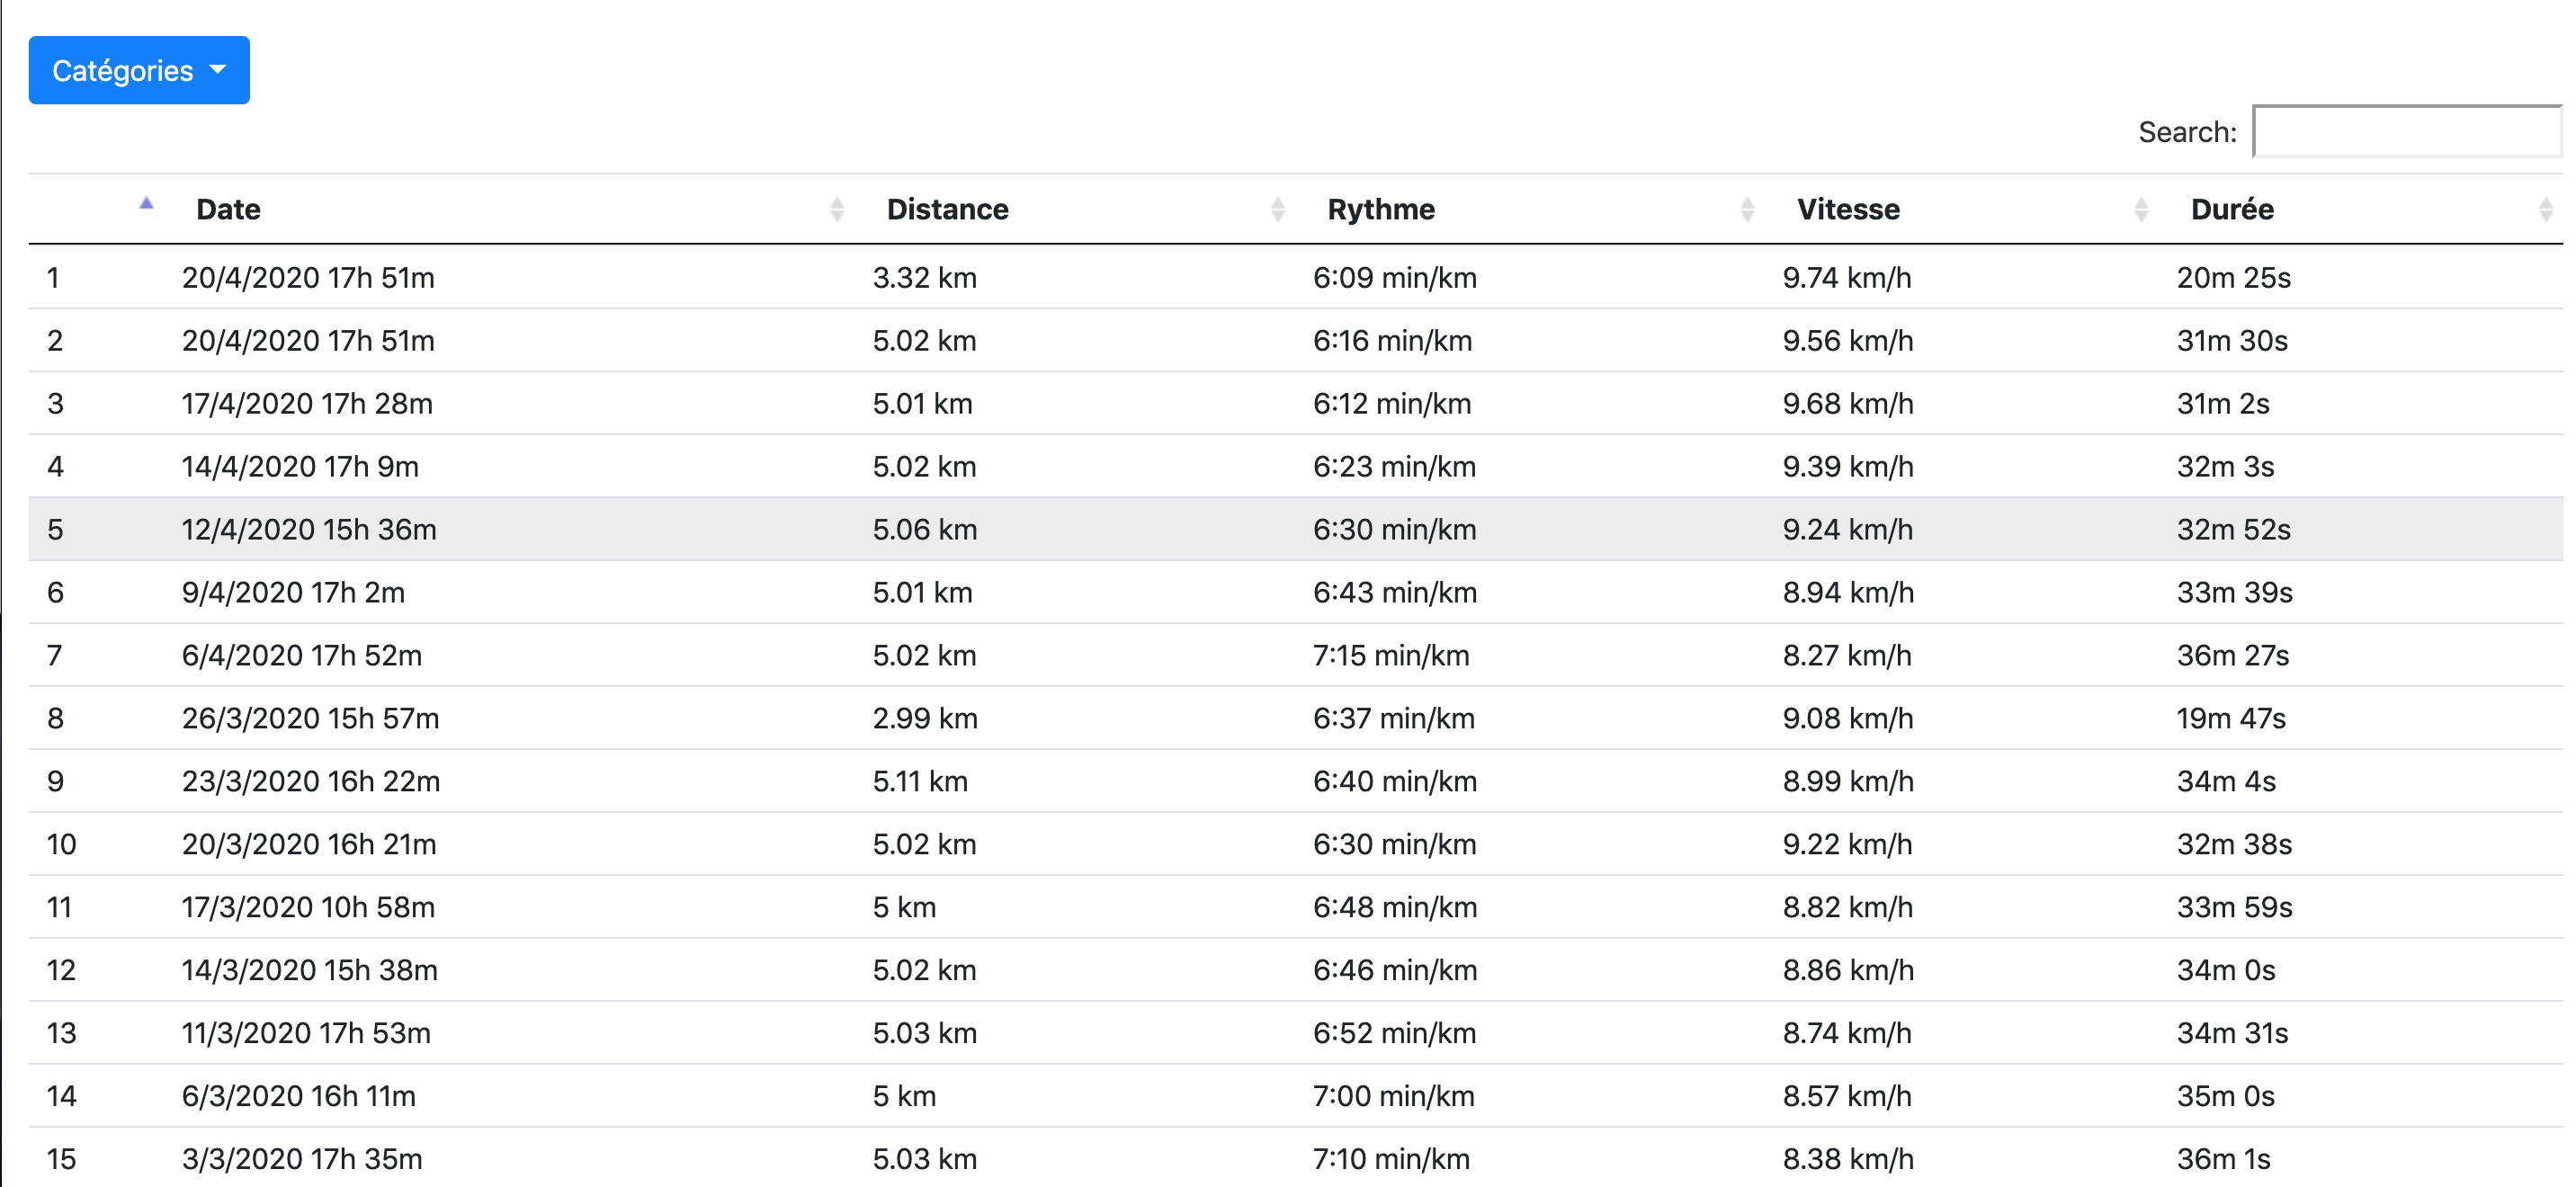 Catégories
Search:
Date Distance Rythme Vitesse Durée
1 20/4/2020 17h 51m 3.32 km 6:09 min/km 9.74 km/h 20m 25s
2 20/4/2020 17h 51m 5.02 km 6:16 min/km 9.56 km/h 31m 30s
3 17/4/2020 17h 28m 5.01 km 6:12 min/km 9.68 km/h 31m 2s
4 14/4/2020 17h 9m 5.02 km 6:23 min/km 9.39 km/h 32m 3s
5 12/4/2020 15h 36m 5.06 km 6:30 min/km 9.24 km/h 32m 52s
6 9/4/2020 17h 2m 5.01 km 6:43 min/km 8.94 km/h 33m 39s
7 6/4/2020 17h 52m 5.02 km 7:15 min/km 8.27 km/h 36m 27s
8 26/3/2020 15h 57m 2.99 km 6:37 min/km 9.08 km/h 19m 47s
9 23/3/2020 16h 22m 5.11 km 6:40 min/km 8.99 km/h 34m 4s
10 20/3/2020 16h 21m 5.02 km 6:30 min/km 9.22 km/h 32m 38s
11 17/3/2020 10h 58m 5 km 6:48 min/km 8.82 km/h 33m 59s
12 14/3/2020 15h 38m 5.02 km 6:46 min/km 8.86 km/h 34m 0s
13 11/3/2020 17h 53m 5.03 km 6:52 min/km 8.74 km/h 34m 31s
14 6/3/2020 16h 11m 5 km 7:00 min/km 8.57 km/h 35m 0s
15 3/3/2020 17h 35m 5.03 km 7:10 min/km 8.38 km/h 36m 1s